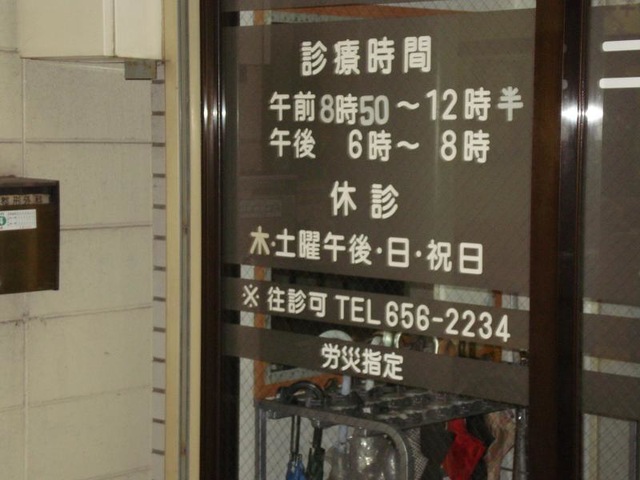 診療時間
午前8時50～12時半
午後 6時～8時
休診
木・土曜午後・日・祝日
※往診可 TEL656-2234
労災指定